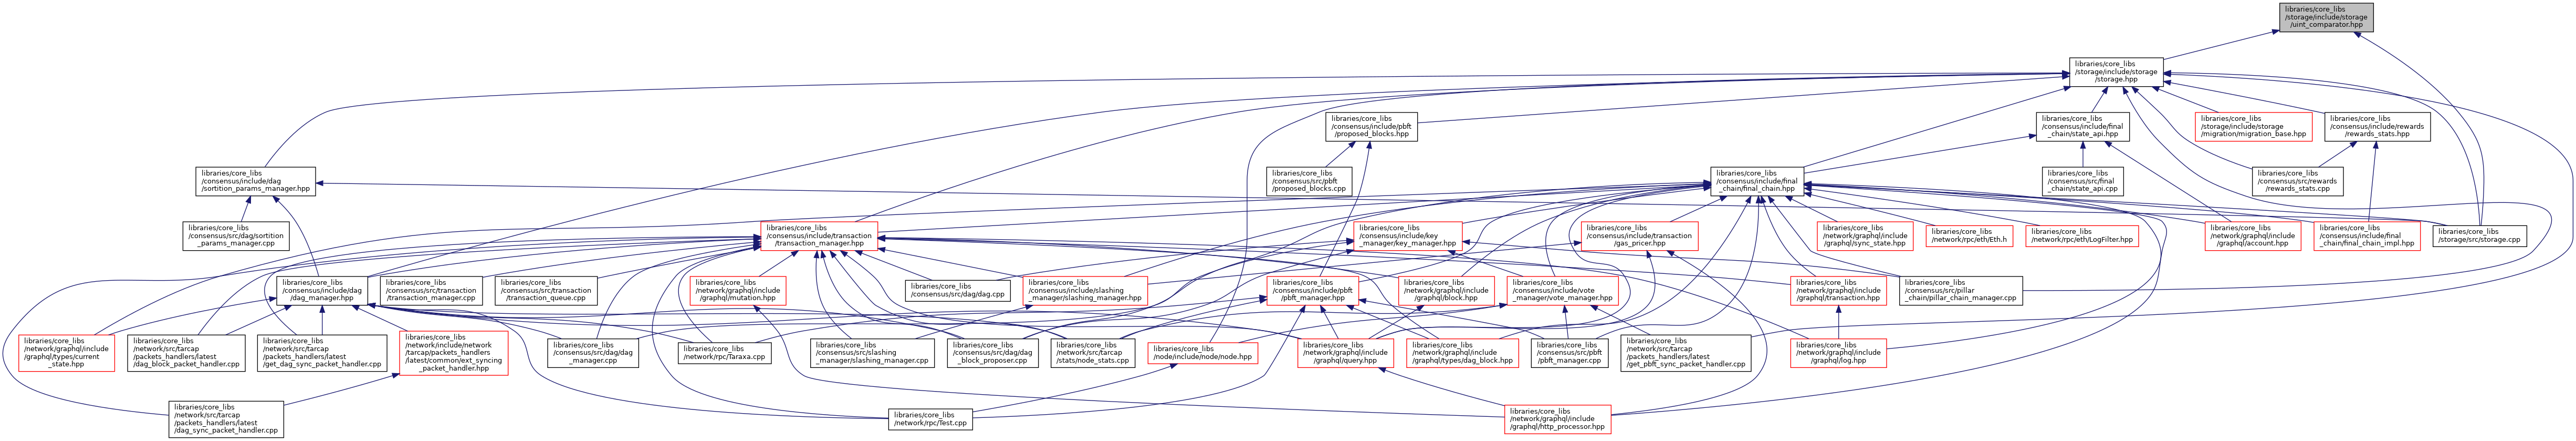 libraries/core_libs
/storage/include/storage
/uint_comparator.hpp
libraries/core_libs
/storage/include/storage
/storage.hpp
libraries/core_libs
/consensus/include/pbft
/proposed_blocks.hpp
libraries/core_libs
/consensus/include/final
_chain/state_api.hpp
libraries/core_libs
/storage/include/storage
/migration/migration_base.hpp
libraries/core_libs
/consensus/include/rewards
/rewards_stats.hpp
libraries/core_libs
/consensus/include/dag
/sortition_params_manager.hpp
libraries/core_libs
/consensus/src/pbft
/proposed_blocks.cpp
libraries/core_libs
/consensus/include/final
_chain/final_chain.hpp
libraries/core_libs
/consensus/src/final
_chain/state_api.cpp
libraries/core_libs
/consensus/src/rewards
/rewards_stats.cpp
libraries/core_libs
/consensus/src/dag/sortition
_params_manager.cpp
libraries/core_libs
/consensus/include/transaction
/transaction_manager.hpp
libraries/core_libs
/consensus/include/key
_manager/key_manager.hpp
libraries/core_libs
/consensus/include/transaction
/gas_pricer.hpp
libraries/core_libs
/network/graphql/include
/graphql/sync_state.hpp
libraries/core_libs
/network/rpc/eth/Eth.h
libraries/core_libs
/network/rpc/eth/LogFilter.hpp
libraries/core_libs
/network/graphql/include
/graphql/account.hpp
libraries/core_libs
/consensus/include/final
_chain/final_chain_impl.hpp
libraries/core_libs
/storage/src/storage.cpp
libraries/core_libs
/consensus/include/dag
/dag_manager.hpp
libraries/core_libs
/consensus/src/transaction
/transaction_manager.cpp
libraries/core_libs
/consensus/src/transaction
/transaction_queue.cpp
libraries/core_libs
/network/graphql/include
/graphql/mutation.hpp
libraries/core_libs
/consensus/src/dag/dag.cpp
libraries/core_libs
/consensus/include/slashing
_manager/slashing_manager.hpp
libraries/core_libs
/consensus/include/pbft
/pbft_manager.hpp
libraries/core_libs
/network/graphql/include
/graphql/block.hpp
libraries/core_libs
/consensus/include/vote
_manager/vote_manager.hpp
libraries/core_libs
/network/graphql/include
/graphql/transaction.hpp
libraries/core_libs
/consensus/src/pillar
_chain/pillar_chain_manager.cpp
libraries/core_libs
/network/graphql/include
/graphql/types/current
_state.hpp
libraries/core_libs
/network/src/tarcap
/packets_handlers/latest
/dag_block_packet_handler.cpp
libraries/core_libs
/network/src/tarcap
/packets_handlers/latest
/get_dag_sync_packet_handler.cpp
libraries/core_libs
/network/include/network
/tarcap/packets_handlers
/latest/common/ext_syncing
_packet_handler.hpp
libraries/core_libs
/consensus/src/dag/dag
_manager.cpp
libraries/core_libs
/network/rpc/Taraxa.cpp
libraries/core_libs
/consensus/src/slashing
_manager/slashing_manager.cpp
libraries/core_libs
/consensus/src/dag/dag
_block_proposer.cpp
libraries/core_libs
/network/src/tarcap
/stats/node_stats.cpp
libraries/core_libs
/node/include/node/node.hpp
libraries/core_libs
/network/graphql/include
/graphql/query.hpp
libraries/core_libs
/network/graphql/include
/graphql/types/dag_block.hpp
libraries/core_libs
/consensus/src/pbft
/pbft_manager.cpp
libraries/core_libs
/network/src/tarcap
/packets_handlers/latest
/get_pbft_sync_packet_handler.cpp
libraries/core_libs
/network/graphql/include
/graphql/log.hpp
libraries/core_libs
/network/src/tarcap
/packets_handlers/latest
/dag_sync_packet_handler.cpp
libraries/core_libs
/network/rpc/Test.cpp
libraries/core_libs
/network/graphql/include
/graphql/http_processor.hpp